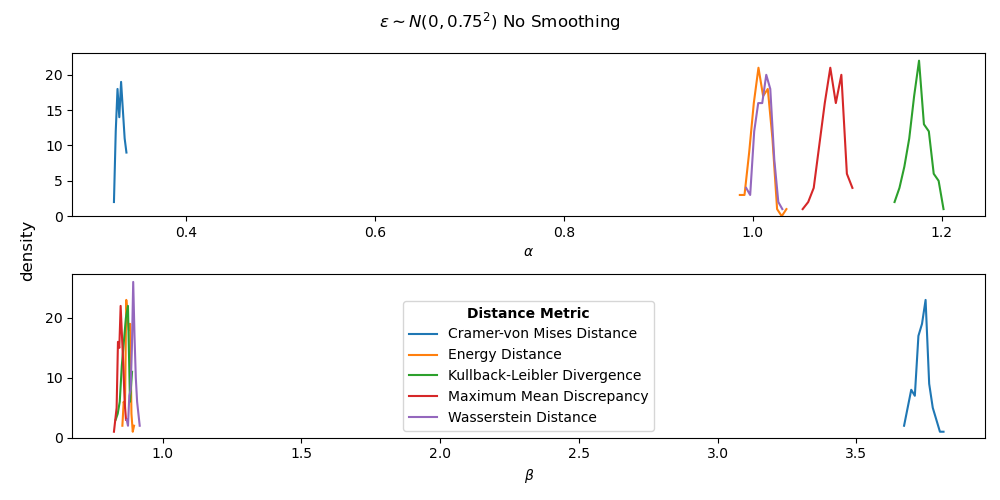 ε ~ N(0, 0.75²) No Smoothing
20
15
10
5
0
0.4 0.6 0.8 1.0 1.2
α
density
20
10
0
Distance Metric
Cramer-von Mises Distance
Energy Distance
Kullback-Leibler Divergence
Maximum Mean Discrepancy
Wasserstein Distance
1.0 1.5 2.0 2.5 3.0 3.5
β